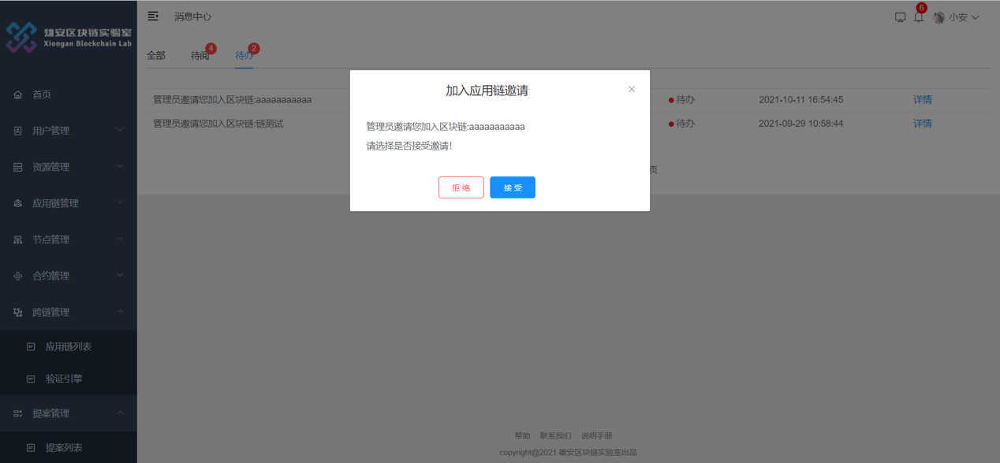 雄安区块链实验室
Xiongan Blockchain Lab
消息中心
6
小安
全部
待阅
4
待办
2
首页
用户管理
资源管理
应用链管理
节点管理
合约管理
跨链管理
应用链列表
验证引擎
提案管理
提案列表
管理员邀请您加入区块链:aaaaaaaaaaa
待办
2021-10-11 16:54:45
详情
管理员邀请您加入区块链:链测试
待办
2021-09-29 10:58:44
详情
页
加入应用链邀请
管理员邀请您加入区块链:aaaaaaaaaaa
请选择是否接受邀请!
拒 绝
接 受
帮助 联系我们 说明手册
copyright@2021 雄安区块链实验室出品